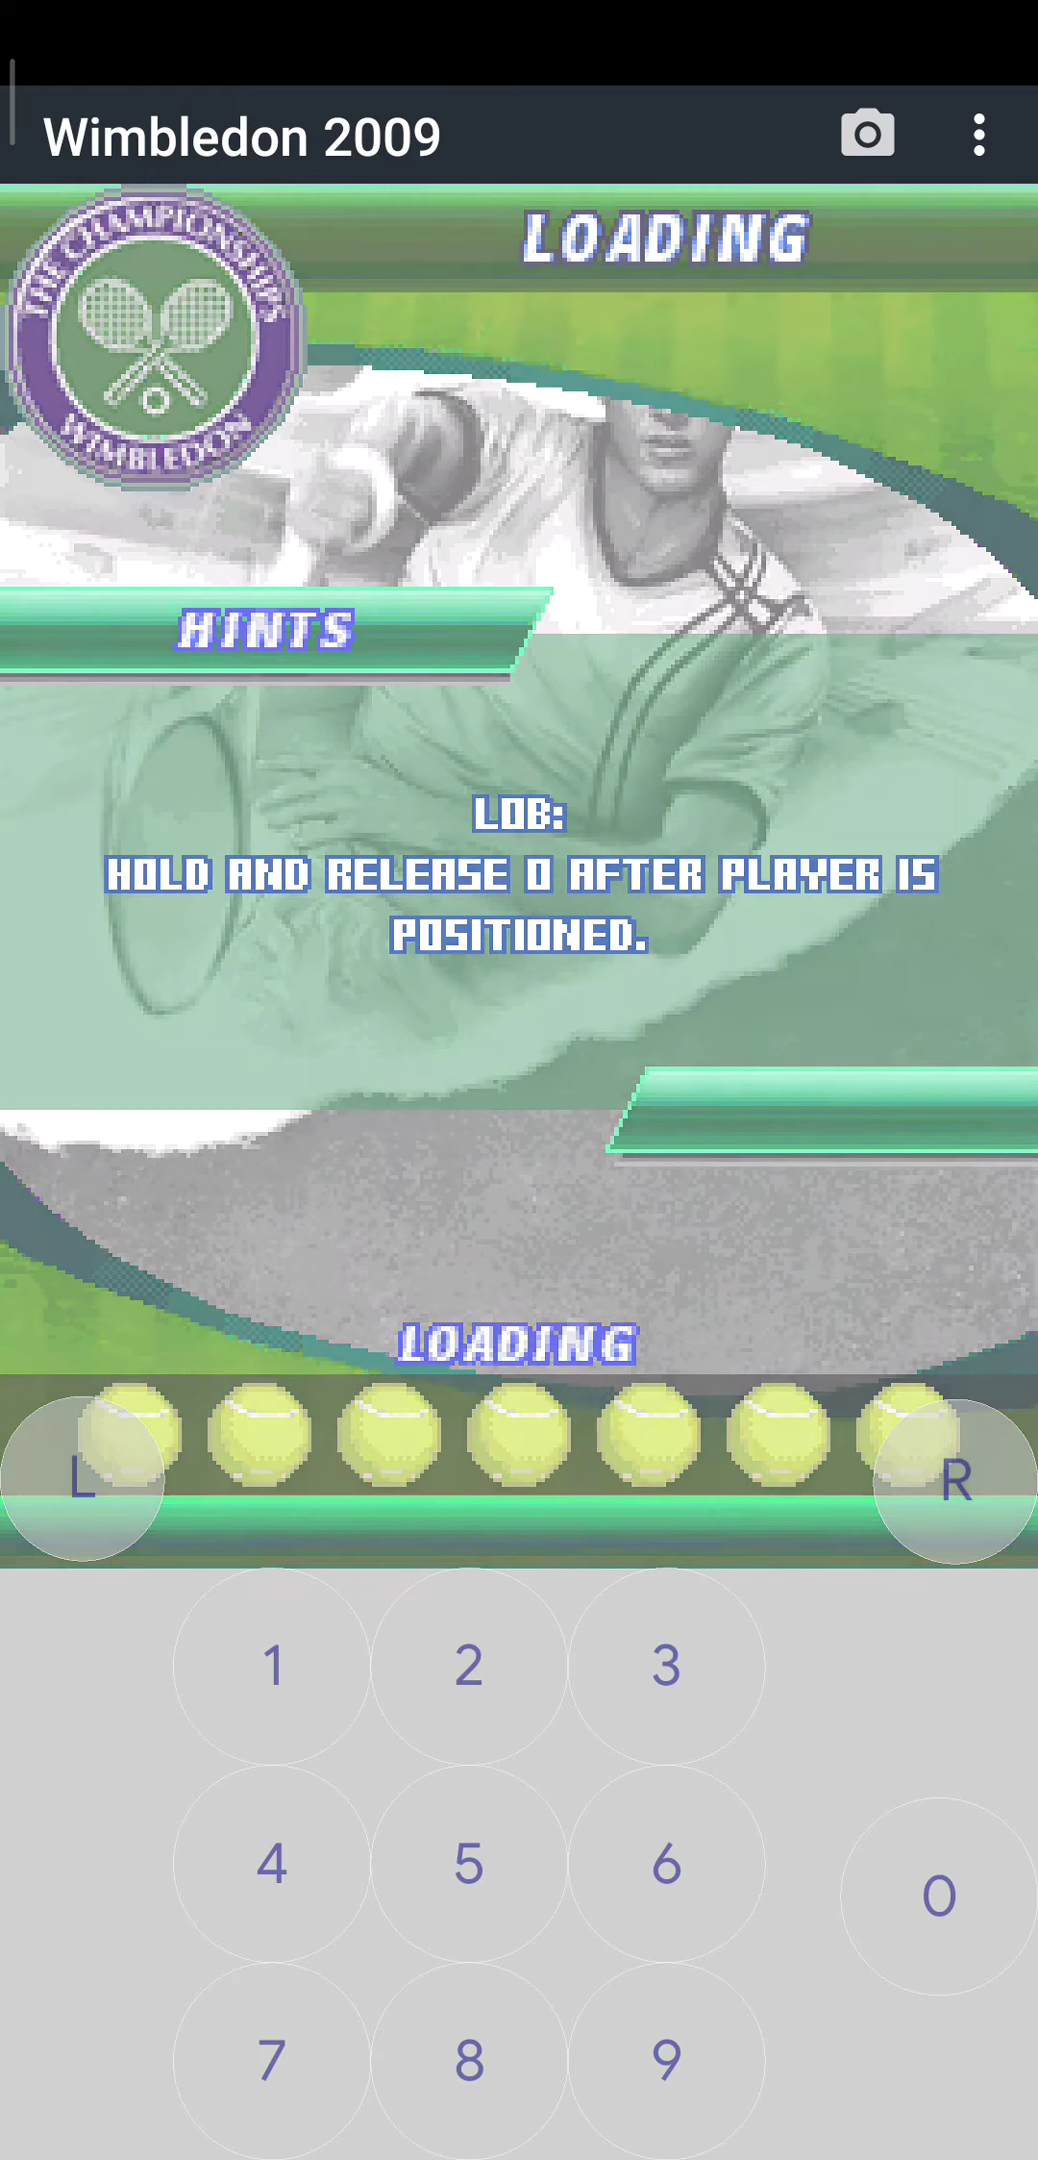 Wimbledon 2009
LOADING
THE CHAMPIONSHIPS
WIMBLEDON
HINTS
LOB:
HOLD AND RELEASE 0 AFTER PLAYER IS
POSITIONED.
LOADING
L
R
1 2 3
4 5 6
0
7 8 9